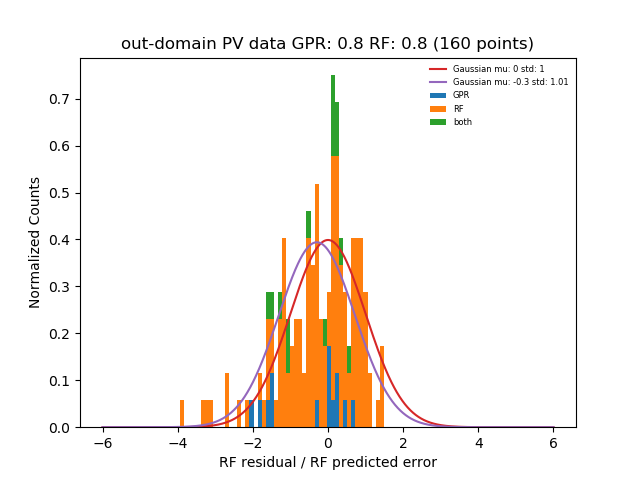 out-domain PV data GPR: 0.8 RF: 0.8 (160 points)
Gaussian mu: 0 std: 1
Gaussian mu: -0.3 std: 1.01
GPR
RF
both
Normalized Counts
0.7
0.6
0.5
0.4
0.3
0.2
0.1
0.0
−6 −4 −2 0 2 4 6
RF residual / RF predicted error